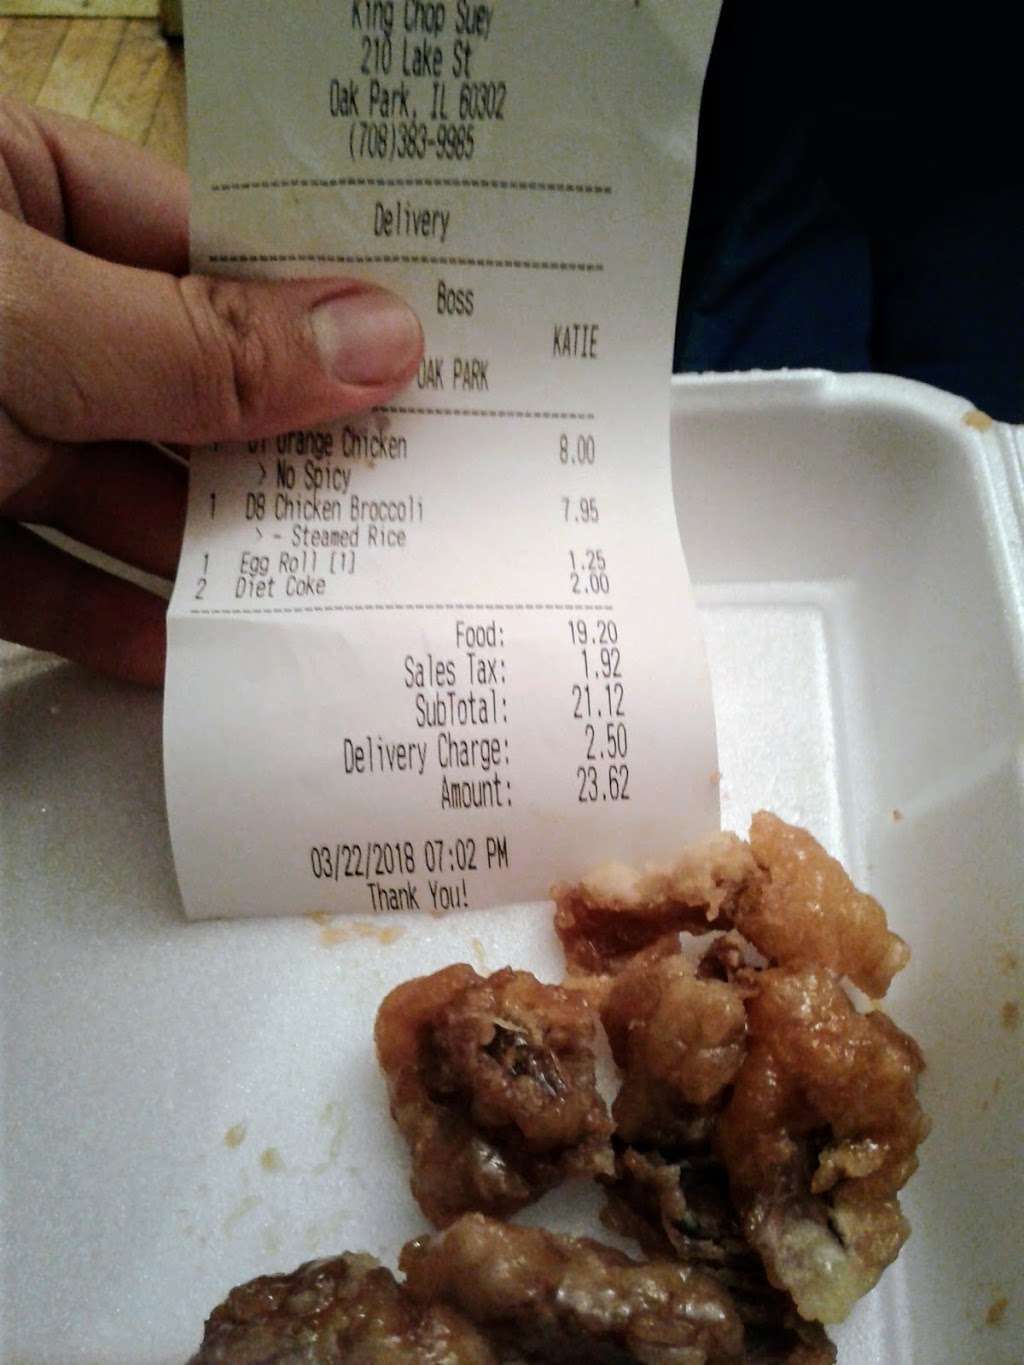 King Chop Suey
210 Lake St
Oak Park, IL 60302
(708)383-9985
Delivery
Boss
KATIE
OAK PARK
Orange Chicken 8.00
> No Spicy
1 D8 Chicken Broccoli 7.95
> - Steamed Rice
1 Egg Roll [1] 1.25
2 Diet Coke 2.00
Food: 19.20
Sales Tax: 1.92
SubTotal: 21.12
Delivery Charge: 2.50
Amount: 23.62
03/22/2018 07:02 PM
Thank You!